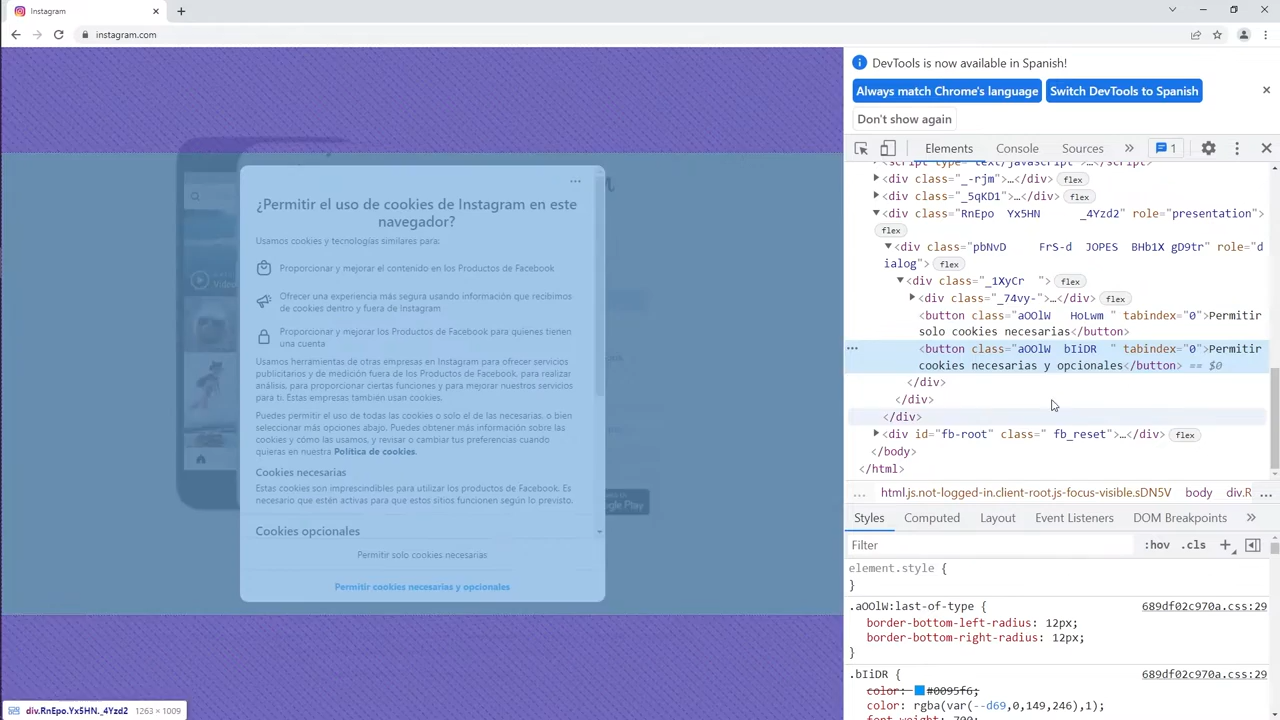 Instagram
instagram.com
DevTools is now available in Spanish!
Always match Chrome's language
Switch DevTools to Spanish
Don't show again
Elements
Console
Sources
»
1
<div class="_-rjm">…</div>
flex
<div class="_5qKD1">…</div>
flex
<div class="RnEpo Yx5HN _4Yzd2" role="presentation">
flex
<div class="pbNvD FrS-d JOPES BHb1X gD9tr" role="d
ialog">
flex
<div class="_1XyCr ">
flex
<div class="_74vy-">…</div>
flex
<button class="aOOlW HoLwm " tabindex="0">Permitir
solo cookies necesarias</button>
… <button class="aOOlW bIiDR " tabindex="0">Permitir
cookies necesarias y opcionales</button> == $0
</div>
</div>
</div>
<div id="fb-root" class=" fb_reset">…</div>
flex
</body>
</html>
… html.js.not-logged-in.client-root.js-focus-visible.sDN5V body div.R …
Styles
Computed
Layout
Event Listeners
DOM Breakpoints
»
Filter
:hov .cls +
element.style {
}
.aOOlW:last-of-type {
689df02c970a.css:29
border-bottom-left-radius: 12px;
border-bottom-right-radius: 12px;
}
.bIiDR {
689df02c970a.css:29
color: #0095f6;
color: rgba(var(--d69,0,149,246),1);
¿Permitir el uso de cookies de Instagram en este
navegador?
Usamos cookies y tecnologías similares para:
Proporcionar y mejorar el contenido en los Productos de Facebook
Ofrecer una experiencia más segura usando información que recibimos
de cookies dentro y fuera de Instagram
Proporcionar y mejorar los Productos de Facebook para quienes tienen
una cuenta
Usamos herramientas de otras empresas en Instagram para ofrecer servicios
publicitarios y de medición fuera de los Productos de Facebook, para realizar
análisis, para proporcionar ciertas funciones y para mejorar nuestros servicios
para ti. Estas empresas también usan cookies.
Puedes permitir el uso de todas las cookies o solo el de las necesarias, o bien
seleccionar más opciones abajo. Puedes obtener más información sobre las
cookies y cómo las usamos, y revisar o cambiar tus preferencias cuando
quieras en nuestra Política de cookies.
Cookies necesarias
Estas cookies son imprescindibles para utilizar los productos de Facebook. Es
necesario que estén activas para que estos sitios funcionen según lo previsto.
Cookies opcionales
Permitir solo cookies necesarias
Permitir cookies necesarias y opcionales
div.RnEpo.Yx5HN._4Yzd2 1263 × 1009